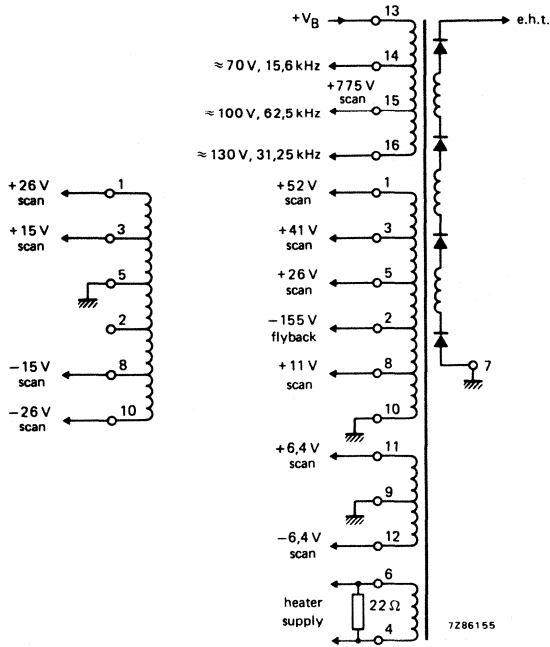 +VB 13 e.h.t.
≈ 70 V, 15,6 kHz 14
+775 V
scan 15
≈ 100 V, 62,5 kHz
≈ 130 V, 31,25 kHz 16
+26 V
scan 1
+15 V
scan 3
5
2
−15 V
scan 8
−26 V
scan 10
+52 V
scan 1
+41 V
scan 3
+26 V
scan 5
−155 V
flyback 2
+11 V
scan 8
10
7
+6,4 V
scan 11
9
−6,4 V
scan 12
6
heater
supply 22 Ω
4
7Z86155